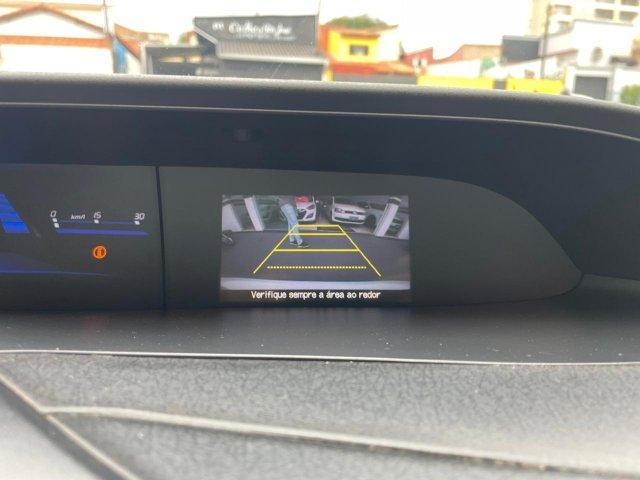 0 km/l 15 30
Verifique sempre a área ao redor